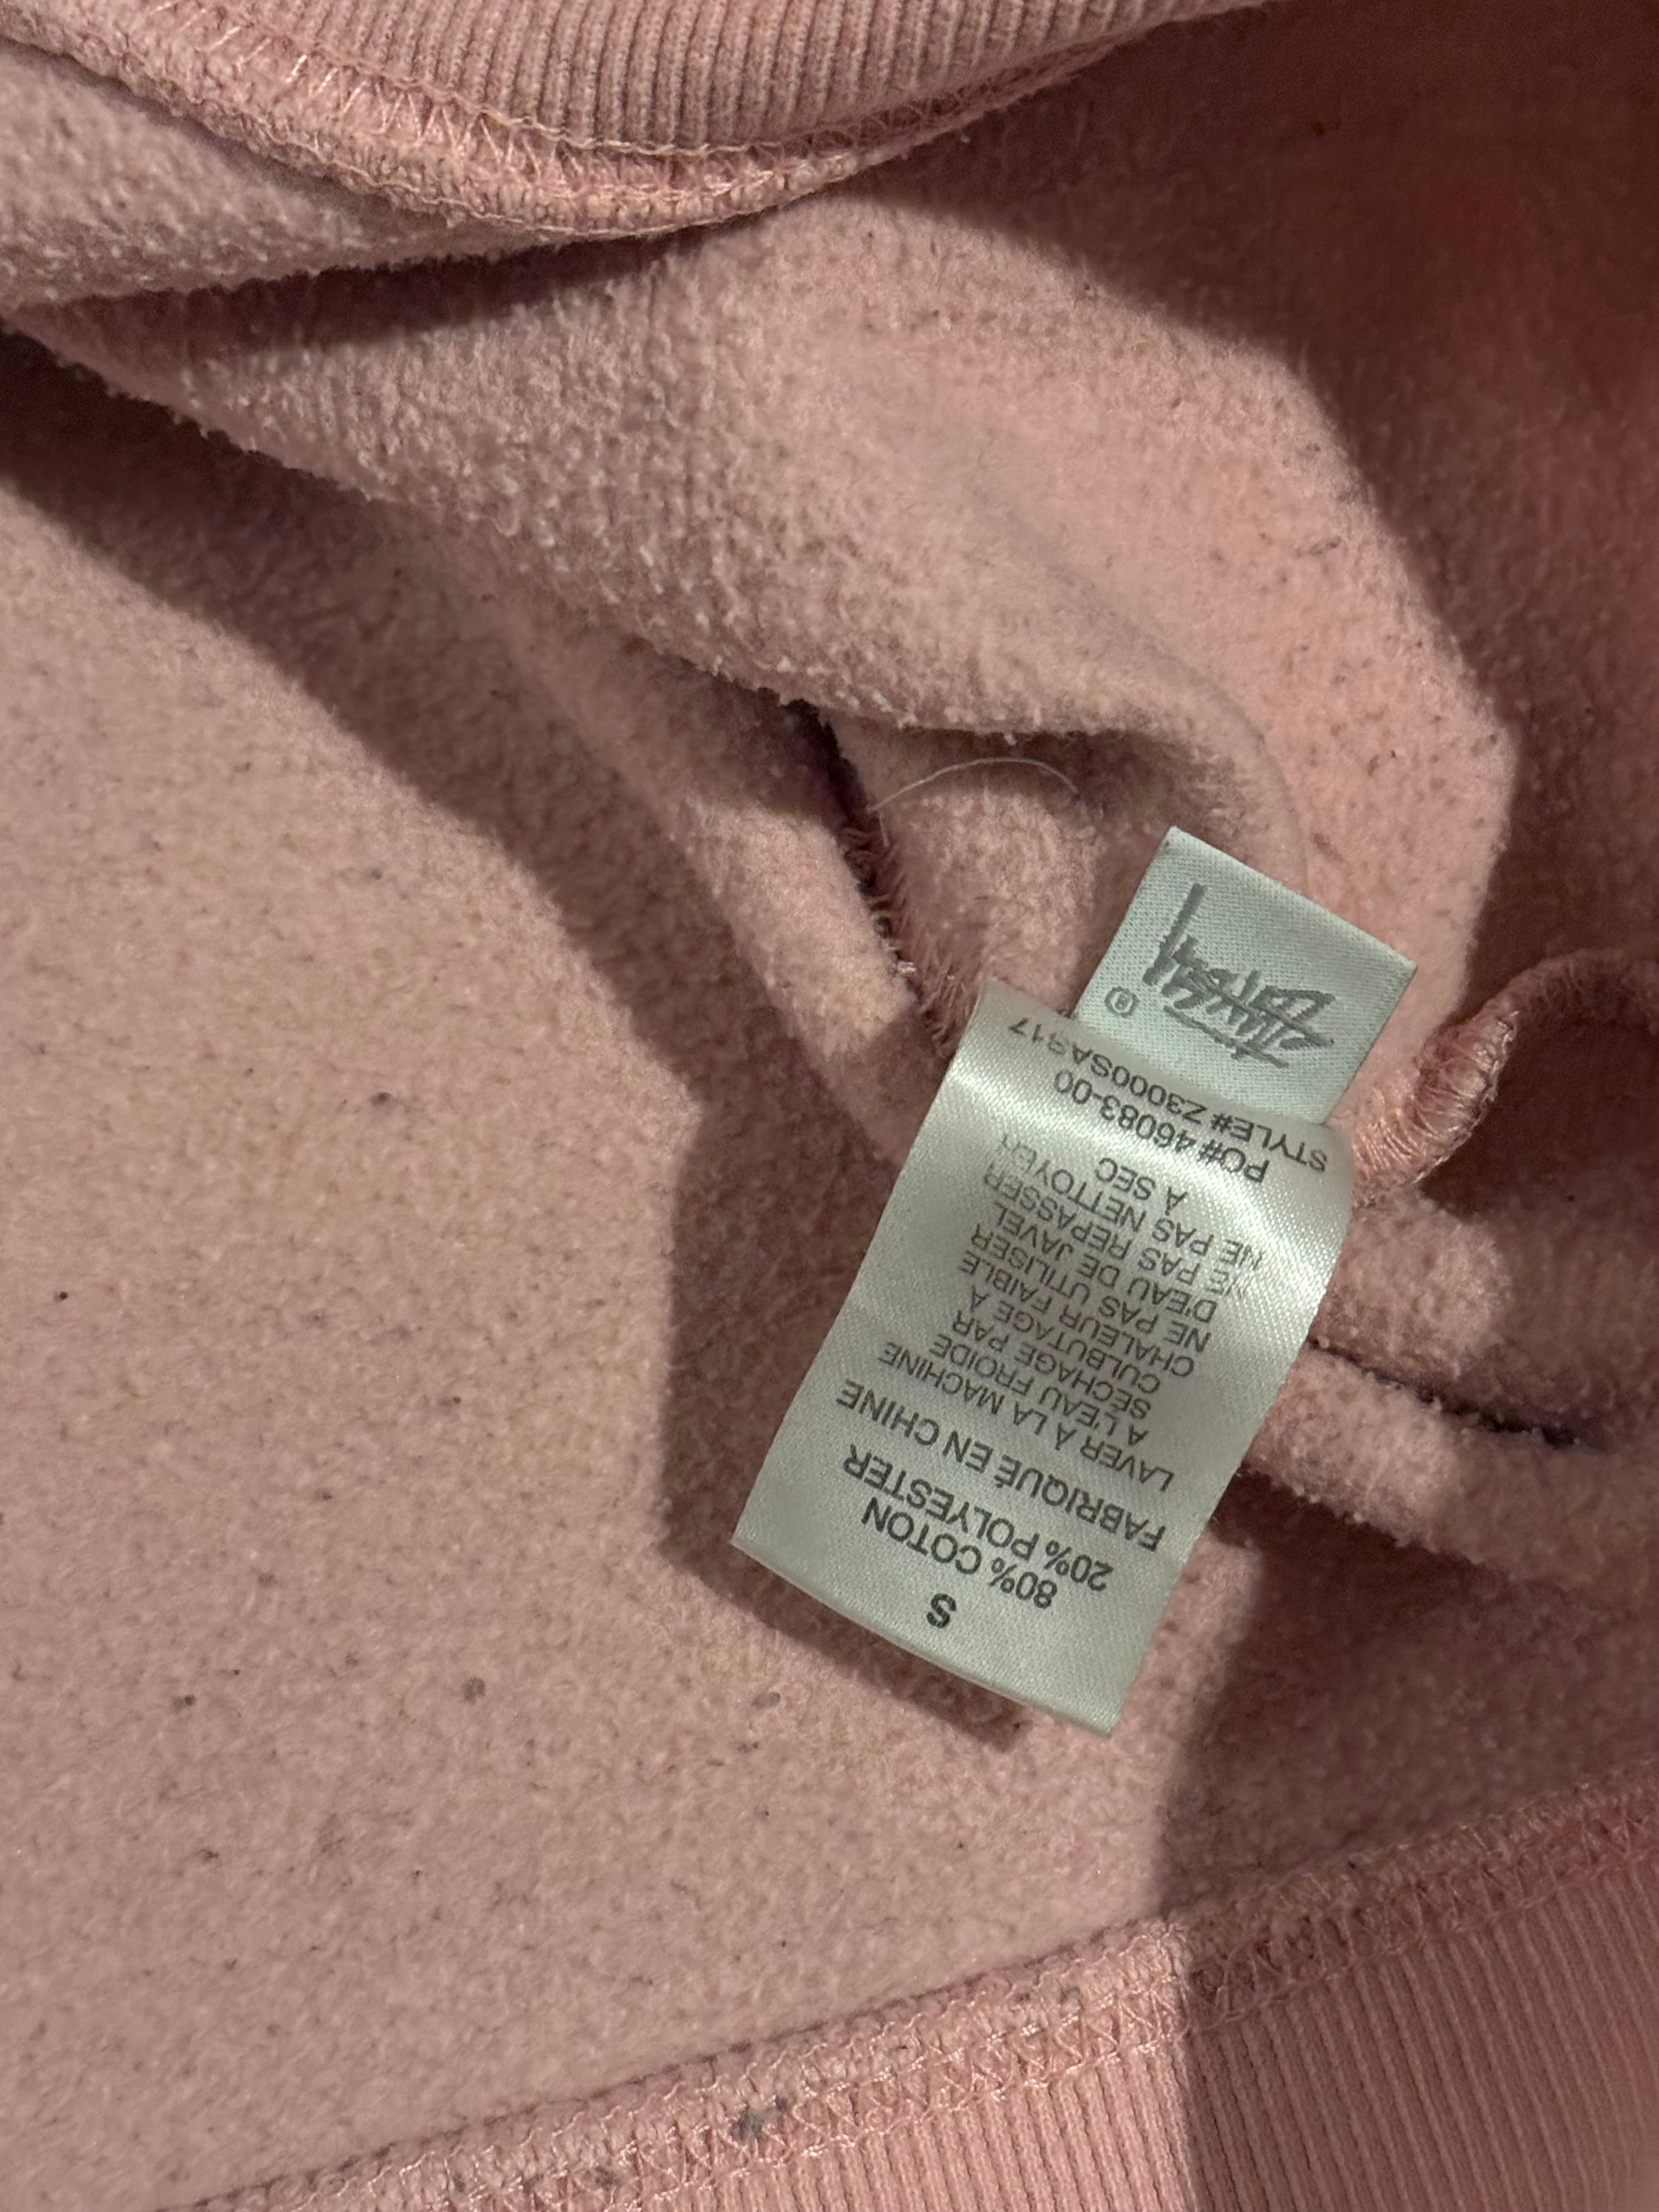 Stüssy
®
S
80% COTON
20% POLYESTER
FABRIQUÉ EN CHINE
LAVER À LA MACHINE
A L'EAU FROIDE
SÉCHAGE PAR
CULBUTAGE À
CHALEUR FAIBLE
NE PAS UTILISER
D'EAU DE JAVEL
NE PAS REPASSER
NE PAS NETTOYER
À SEC
PO# 46083-00
STYLE# Z3000SAS17